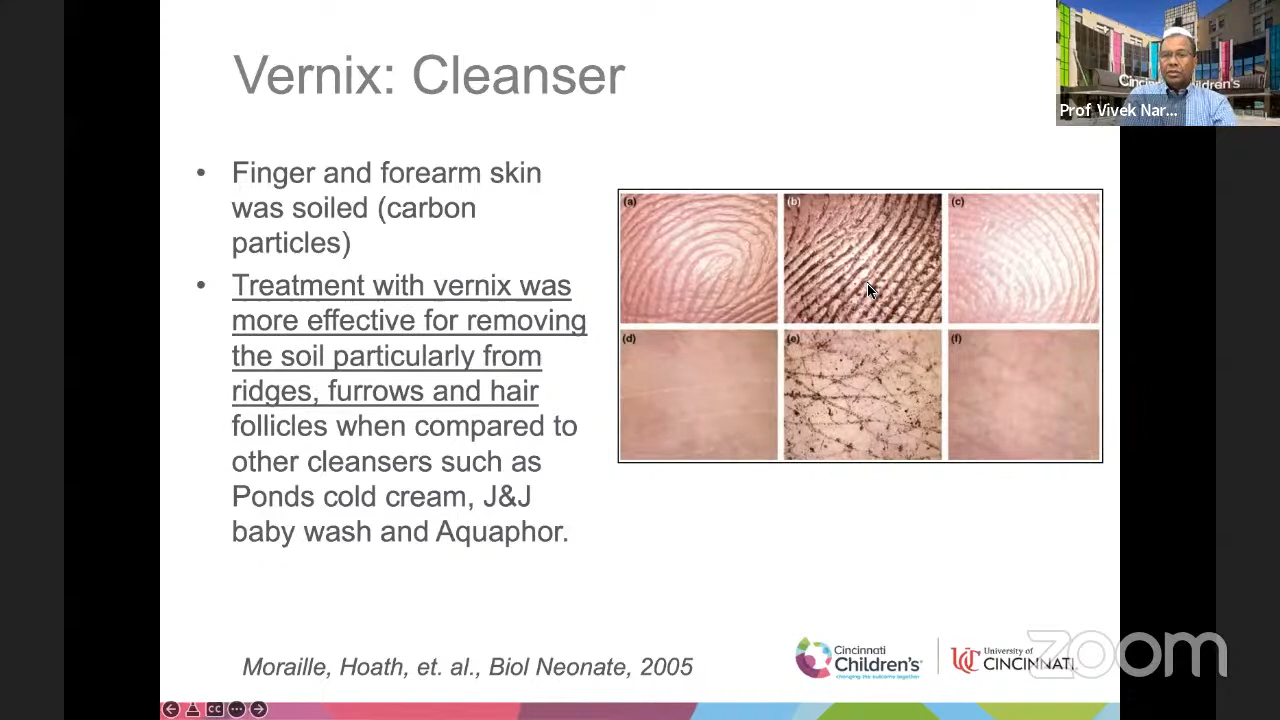 Vernix: Cleanser
Cincinnati Children's
Prof Vivek Nar...
• Finger and forearm skin
was soiled (carbon
particles)
• Treatment with vernix was
more effective for removing
the soil particularly from
ridges, furrows and hair
follicles when compared to
other cleansers such as
Ponds cold cream, J&J
baby wash and Aquaphor.
(a) (b) (c)
(d) (e) (f)
Moraille, Hoath, et. al., Biol Neonate, 2005
Cincinnati
Children's
changing the outcome together
University of
CINCINNATI
zoom
CC